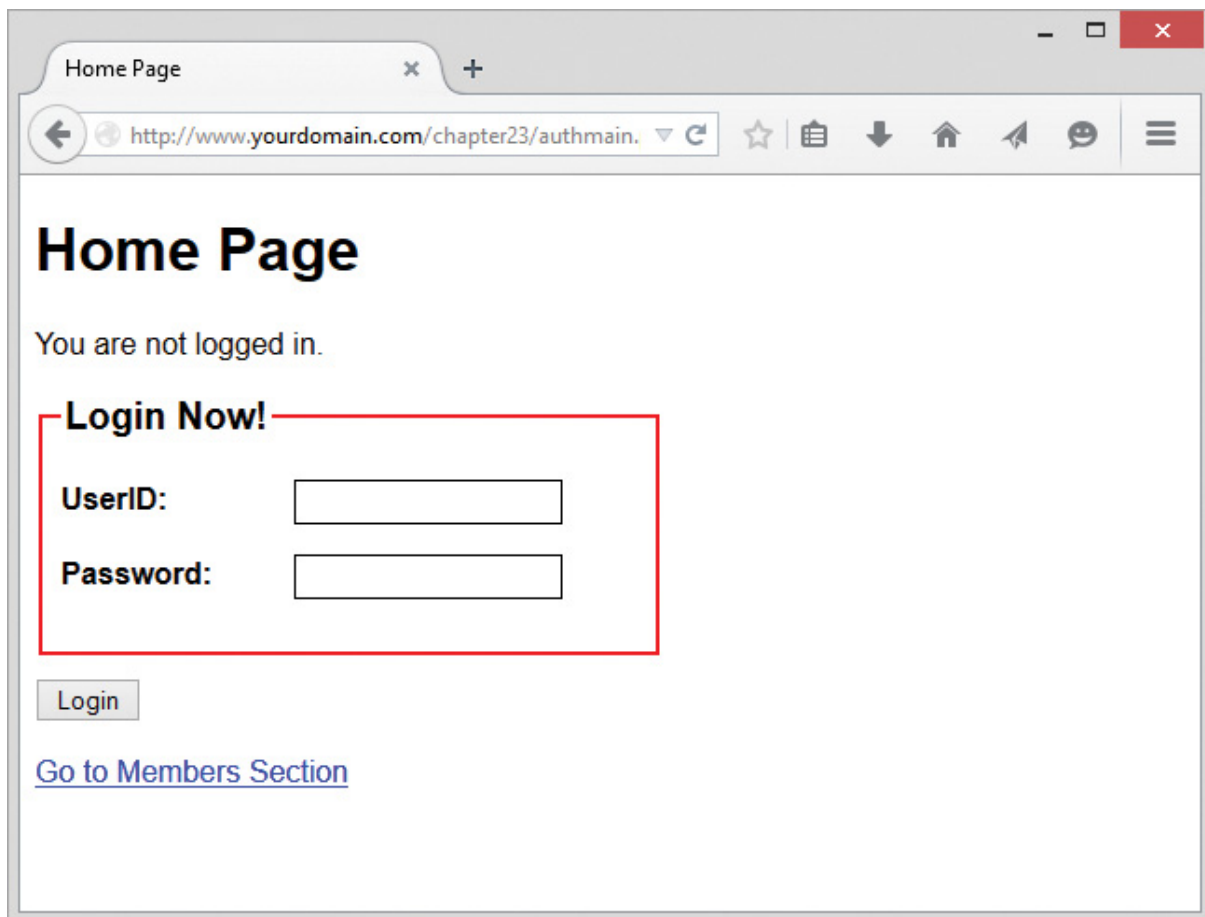 Home Page
http://www.yourdomain.com/chapter23/authmain.
Home Page
You are not logged in.
Login Now!
UserID:
Password:
Login
Go to Members Section